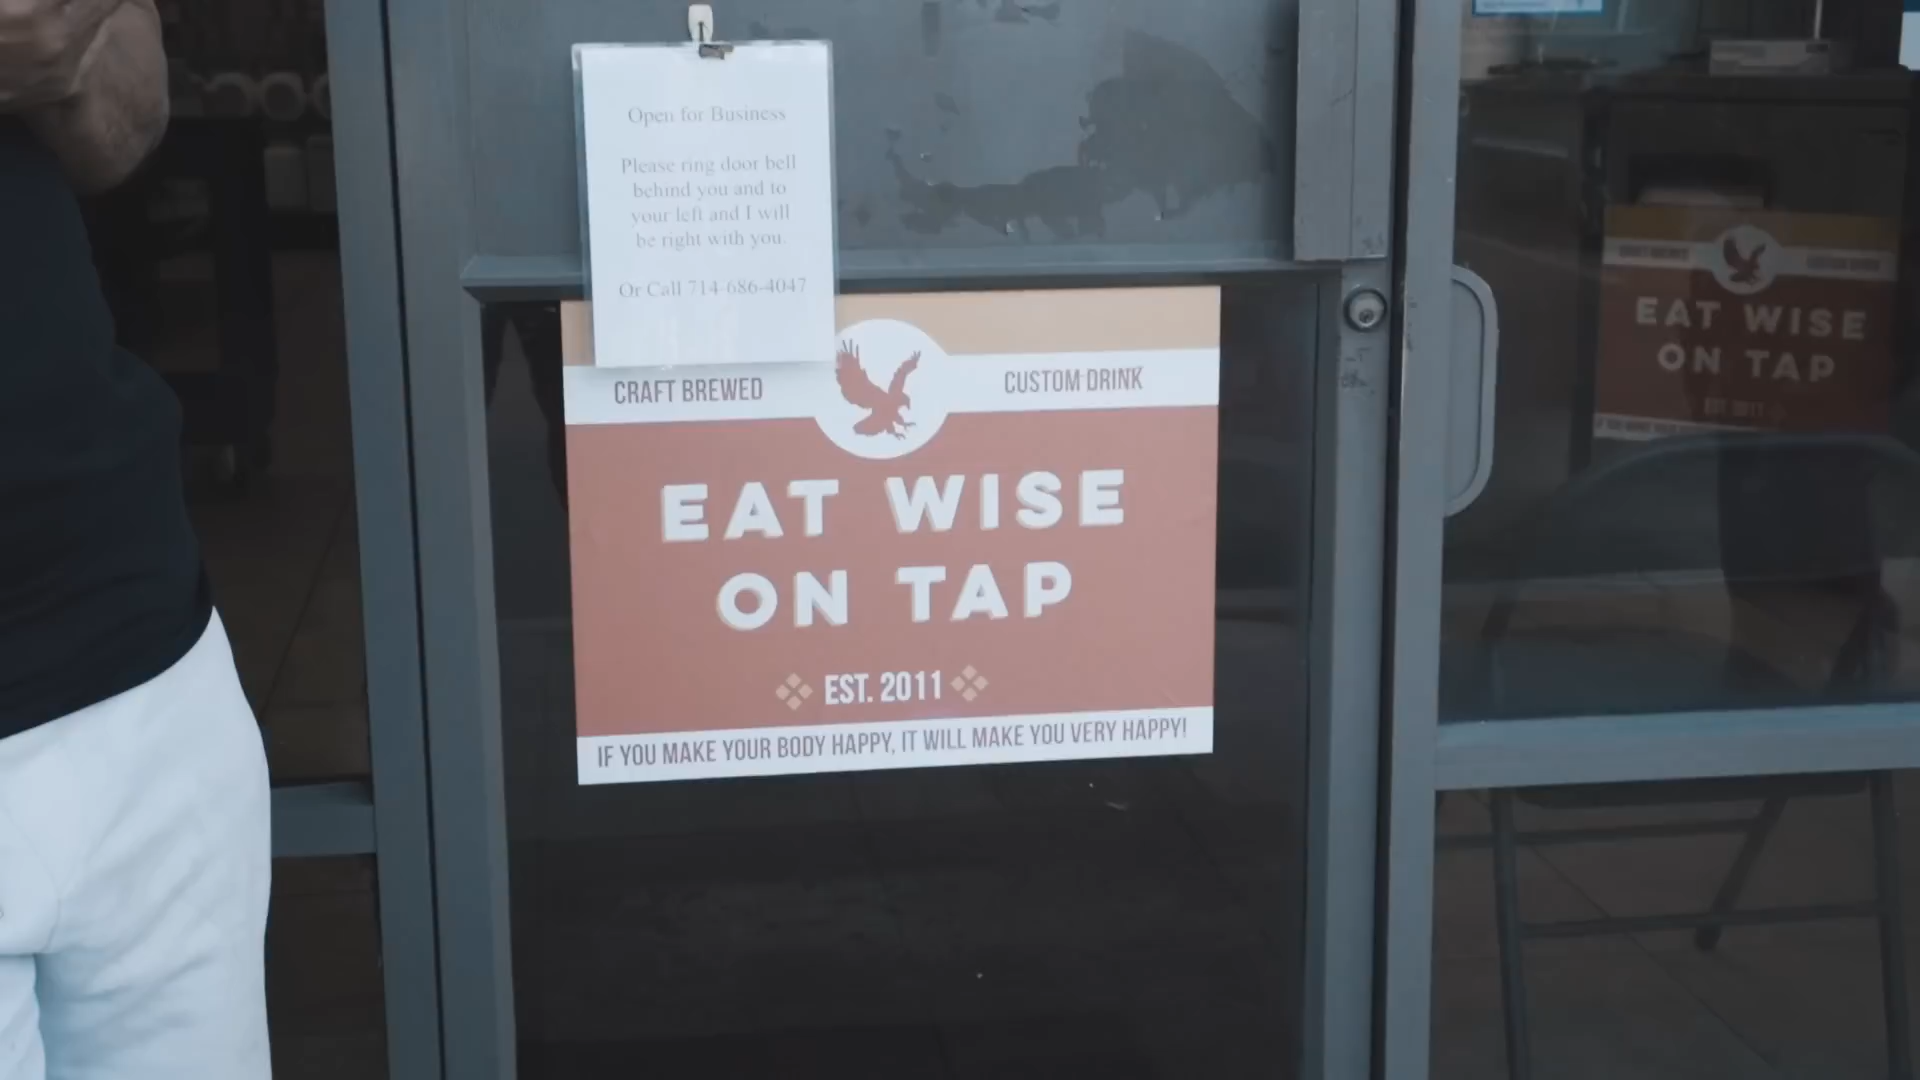 Open for Business
Please ring door bell
behind you and to
your left and I will
be right with you.
Or Call 714-686-4047
CRAFT BREWED
CUSTOM DRINK
EAT WISE
ON TAP
EST. 2011
IF YOU MAKE YOUR BODY HAPPY, IT WILL MAKE YOU VERY HAPPY!
EAT WISE
ON TAP
EST. 2011